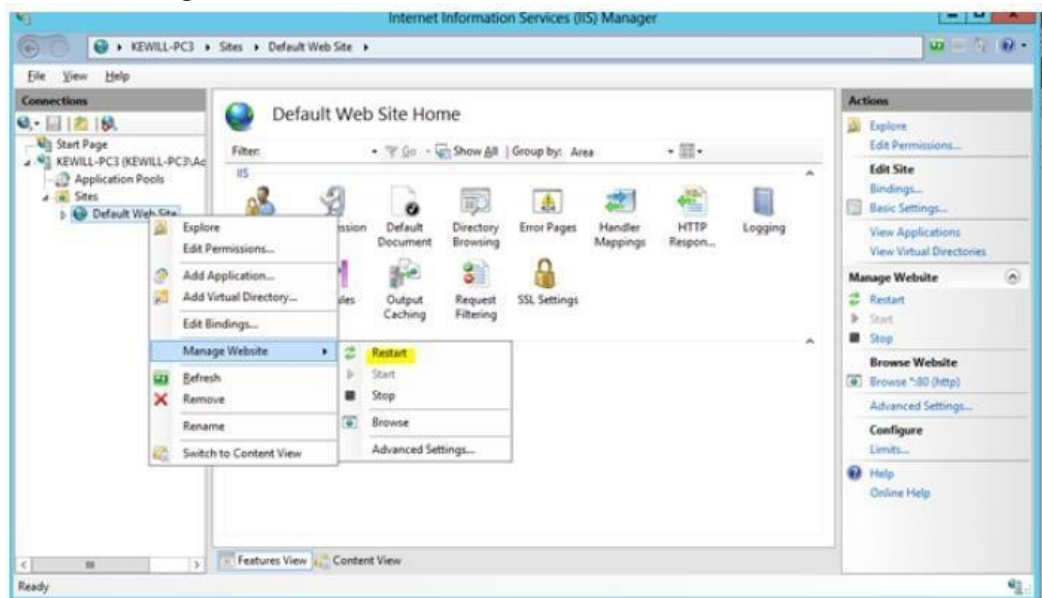 Internet Information Services (IIS) Manager
KEWILL-PC3 Sites Default Web Site
File View Help
Connections
Start Page
KEWILL-PC3 (KEWILL-PC3\Ac
Application Pools
Sites
Default Web Site
Default Web Site Home
Filter: Go Show All Group by: Area
IIS
ssion
Default Document
Directory Browsing
Error Pages
Handler Mappings
HTTP Respon...
Logging
ules
Output Caching
Request Filtering
SSL Settings
Explore
Edit Permissions...
Add Application...
Add Virtual Directory...
Edit Bindings...
Manage Website
Refresh
Remove
Rename
Switch to Content View
Restart
Start
Stop
Browse
Advanced Settings...
Features View Content View
Actions
Explore
Edit Permissions...
Edit Site
Bindings...
Basic Settings...
View Applications
View Virtual Directories
Manage Website
Restart
Start
Stop
Browse Website
Browse *:80 (http)
Advanced Settings...
Configure
Limits...
Help
Online Help
Ready